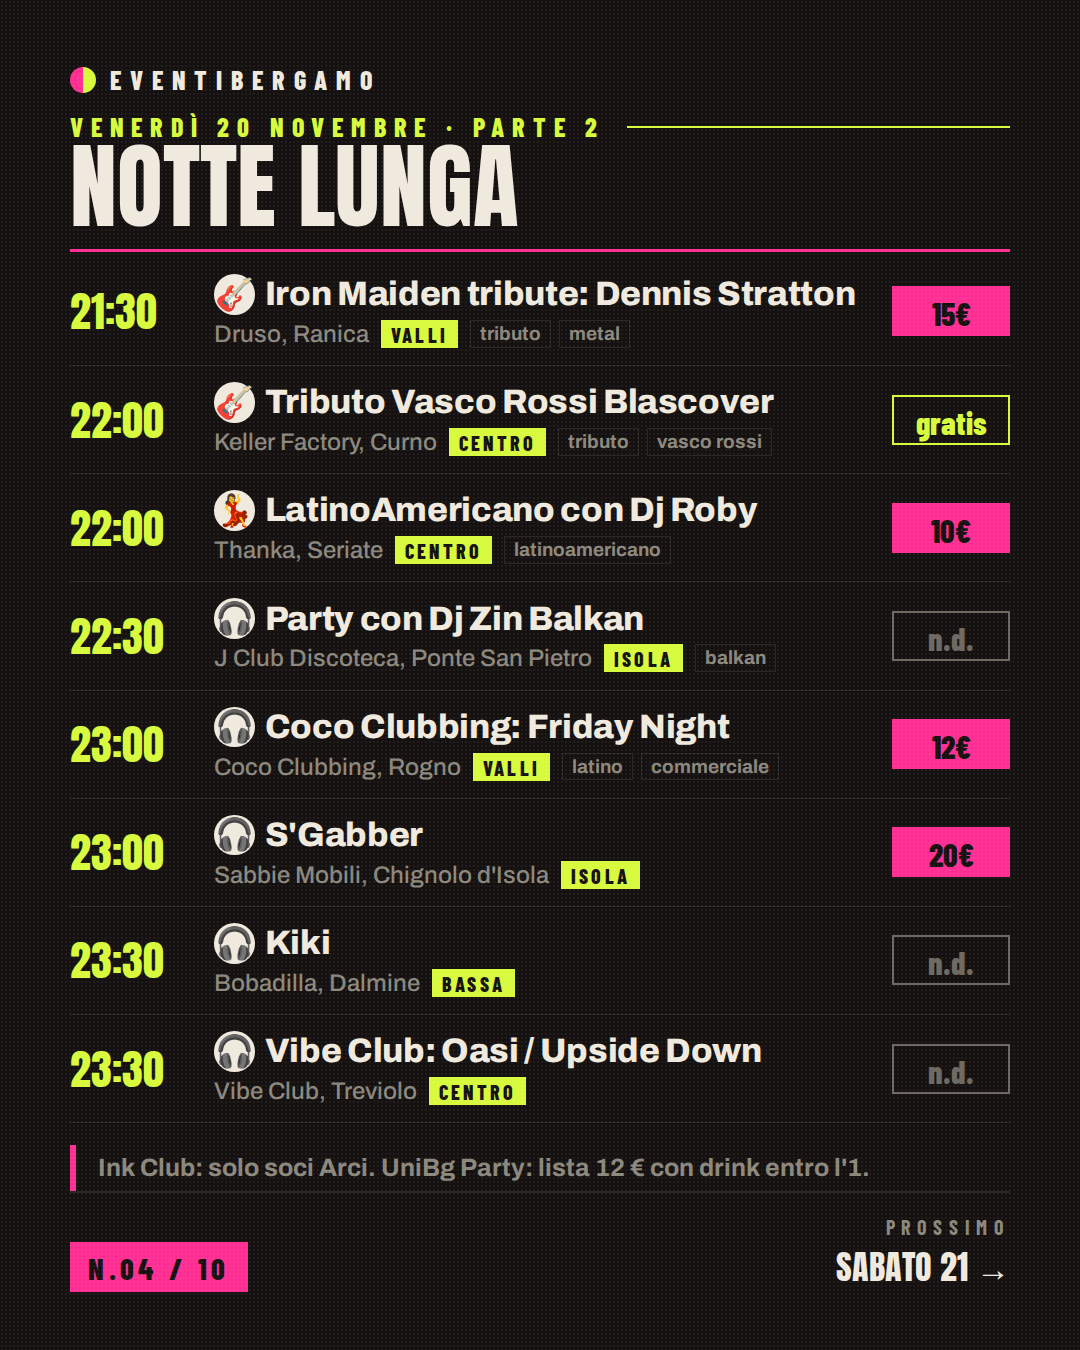 EVENTIBERGAMO
VENERDÌ 20 NOVEMBRE · PARTE 2
NOTTE LUNGA
21:30
Iron Maiden tribute: Dennis Stratton
Druso, Ranica VALLI tributo metal
15€
22:00
Tributo Vasco Rossi Blascover
Keller Factory, Curno CENTRO tributo vasco rossi
gratis
22:00
LatinoAmericano con Dj Roby
Thanka, Seriate CENTRO latinoamericano
10€
22:30
Party con Dj Zin Balkan
J Club Discoteca, Ponte San Pietro ISOLA balkan
n.d.
23:00
Coco Clubbing: Friday Night
Coco Clubbing, Rogno VALLI latino commerciale
12€
23:00
S'Gabber
Sabbie Mobili, Chignolo d'Isola ISOLA
20€
23:30
Kiki
Bobadilla, Dalmine BASSA
n.d.
23:30
Vibe Club: Oasi / Upside Down
Vibe Club, Treviolo CENTRO
n.d.
Ink Club: solo soci Arci. UniBg Party: lista 12 € con drink entro l'1.
N.04 / 10
PROSSIMO
SABATO 21 →